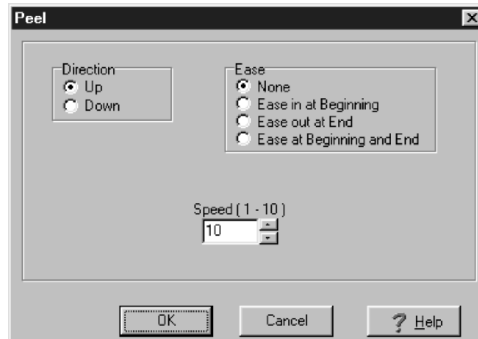 Peel
Direction
Up
Down
Ease
None
Ease in at Beginning
Ease out at End
Ease at Beginning and End
Speed ( 1 - 10 )
10
OK Cancel ? Help